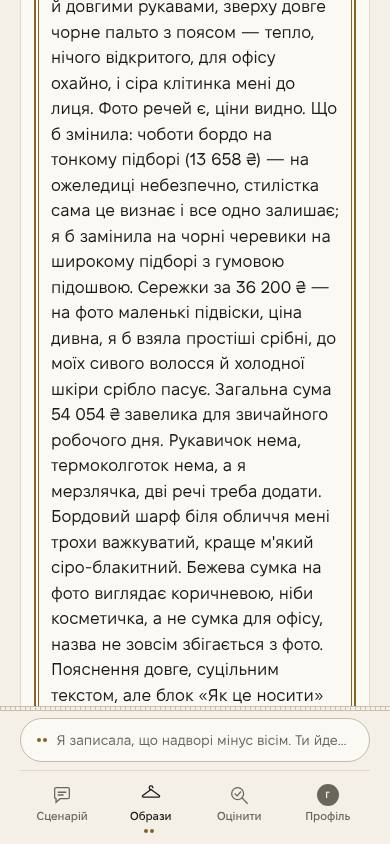 й довгими рукавами, зверху довге
чорне пальто з поясом — тепло,
нічого відкритого, для офісу
охайно, і сіра клітинка мені до
лиця. Фото речей є, ціни видно. Що
б змінила: чоботи бордо на
тонкому підборі (13 658 ₴) — на
ожеледиці небезпечно, стилістка
сама це визнає і все одно залишає;
я б замінила на чорні черевики на
широкому підборі з гумовою
підошвою. Сережки за 36 200 ₴ —
на фото маленькі підвіски, ціна
дивна, я б взяла простіші срібні, до
моїх сивого волосся й холодної
шкіри срібло пасує. Загальна сума
54 054 ₴ завелика для звичайного
робочого дня. Рукавичок нема,
термоколготок нема, а я
мерзлячка, дві речі треба додати.
Бордовий шарф біля обличчя мені
трохи важкуватий, краще м'який
сіро-блакитний. Бежева сумка на
фото виглядає коричневою, ніби
косметичка, а не сумка для офісу,
назва не зовсім збігається з фото.
Пояснення довге, суцільним
текстом, але блок «Як це носити»
Я записала, що надворі мінус вісім. Ти йде...
Сценарій Образи Оцінити Профіль
г